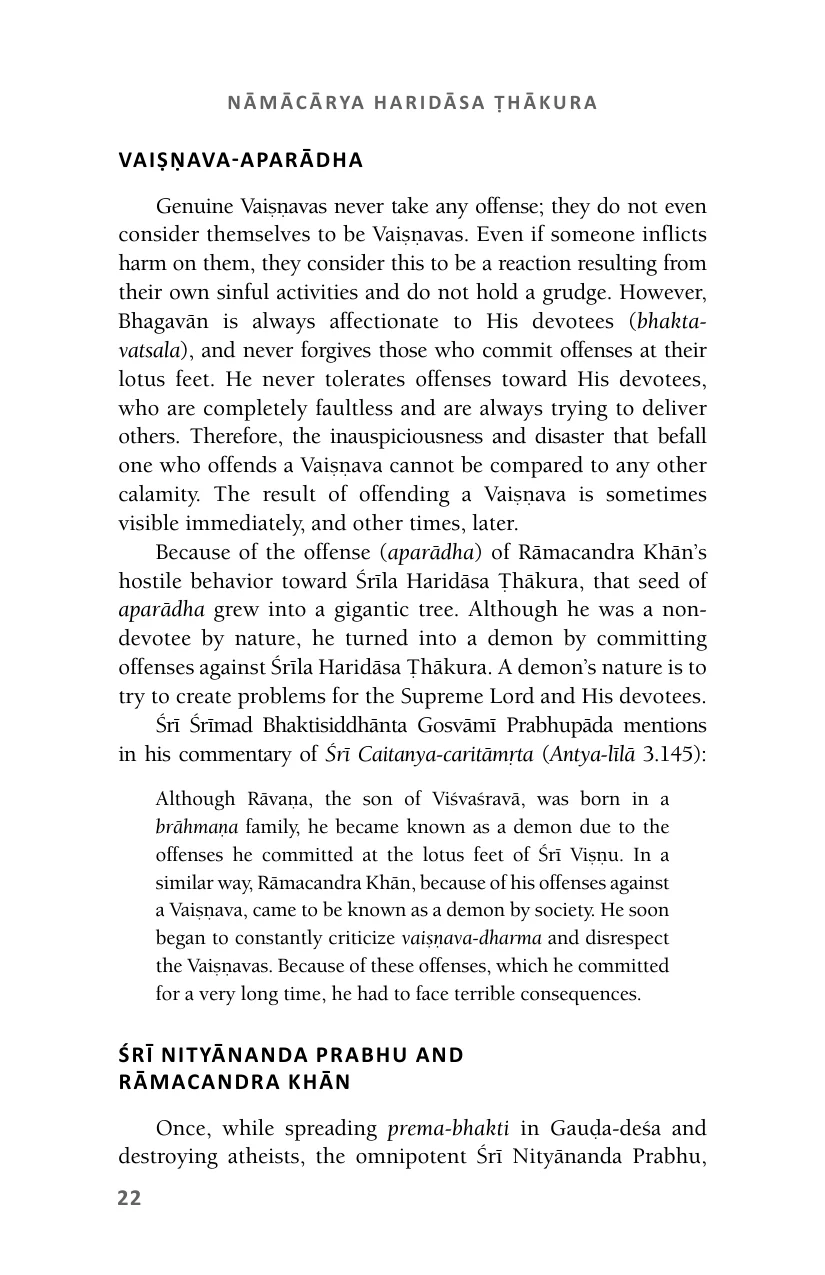 NĀMĀCĀRYA HARIDĀSA ṬHĀKURA
VAIṢṆAVA-APARĀDHA
Genuine Vaiṣṇavas never take any offense; they do not even
consider themselves to be Vaiṣṇavas. Even if someone inflicts
harm on them, they consider this to be a reaction resulting from
their own sinful activities and do not hold a grudge. However,
Bhagavān is always affectionate to His devotees (bhakta-
vatsala), and never forgives those who commit offenses at their
lotus feet. He never tolerates offenses toward His devotees,
who are completely faultless and are always trying to deliver
others. Therefore, the inauspiciousness and disaster that befall
one who offends a Vaiṣṇava cannot be compared to any other
calamity. The result of offending a Vaiṣṇava is sometimes
visible immediately, and other times, later.
Because of the offense (aparādha) of Rāmacandra Khān’s
hostile behavior toward Śrīla Haridāsa Ṭhākura, that seed of
aparādha grew into a gigantic tree. Although he was a non-
devotee by nature, he turned into a demon by committing
offenses against Śrīla Haridāsa Ṭhākura. A demon’s nature is to
try to create problems for the Supreme Lord and His devotees.
Śrī Śrīmad Bhaktisiddhānta Gosvāmī Prabhupāda mentions
in his commentary of Śrī Caitanya-caritāmṛta (Antya-līlā 3.145):
Although Rāvaṇa, the son of Viśvaśravā, was born in a
brāhmaṇa family, he became known as a demon due to the
offenses he committed at the lotus feet of Śrī Viṣṇu. In a
similar way, Rāmacandra Khān, because of his offenses against
a Vaiṣṇava, came to be known as a demon by society. He soon
began to constantly criticize vaiṣṇava-dharma and disrespect
the Vaiṣṇavas. Because of these offenses, which he committed
for a very long time, he had to face terrible consequences.
ŚRĪ NITYĀNANDA PRABHU AND
RĀMACANDRA KHĀN
Once, while spreading prema-bhakti in Gauḍa-deśa and
destroying atheists, the omnipotent Śrī Nityānanda Prabhu,
22